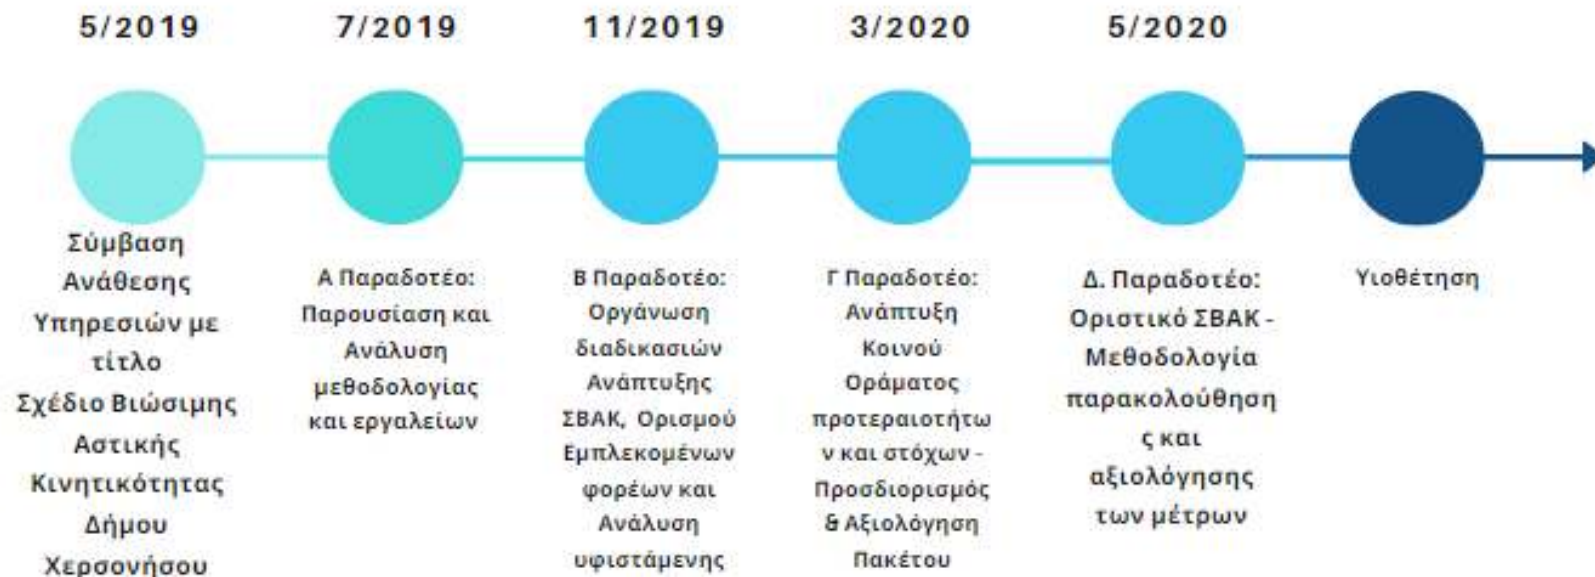 5/2019
7/2019
11/2019
3/2020
5/2020
Σύμβαση
Ανάθεσης
Υπηρεσιών με
τίτλο
Σχέδιο Βιώσιμης
Αστικής
Κινητικότητας
Δήμου
Χερσονήσου
Α Παραδοτέο:
Παρουσίαση και
Ανάλυση
μεθοδολογίας
και εργαλείων
Β Παραδοτέο:
Οργάνωση
διαδικασιών
Ανάπτυξης
ΣΒΑΚ, Ορισμού
Εμπλεκομένων
φορέων και
Ανάλυση
υφιστάμενης
Γ Παραδοτέο:
Ανάπτυξη
Κοινού
Οράματος
προτεραιοτήτω
ν και στόχων -
Προσδιορισμός
& Αξιολόγηση
Πακέτου
Δ. Παραδοτέο:
Οριστικό ΣΒΑΚ -
Μεθοδολογία
παρακολούθηση
ς και
αξιολόγησης
των μέτρων
Υιοθέτηση